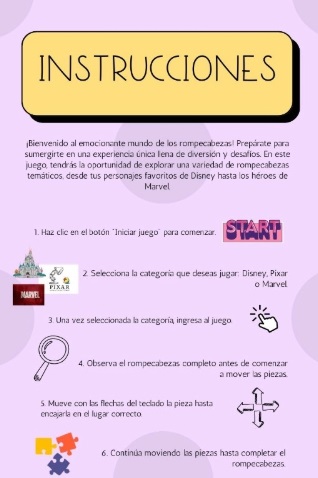 INSTRUCCIONES
¡Bienvenido al emocionante mundo de los rompecabezas! Prepárate para
sumergirte en una experiencia única llena de diversión y desafíos. En este
juego, tendrás la oportunidad de explorar una variedad de rompecabezas
temáticos, desde tus personajes favoritos de Disney hasta los héroes de
Marvel.
1. Haz clic en el botón "Iniciar juego" para comenzar.
START
2. Selecciona la categoría que deseas jugar: Disney, Pixar
o Marvel.
PIXAR
MARVEL
3. Una vez seleccionada la categoría, ingresa al juego.
4. Observa el rompecabezas completo antes de comenzar
a mover las piezas.
5. Mueve con las flechas del teclado la pieza hasta
encajarla en el lugar correcto.
6. Continúa moviendo las piezas hasta completar el
rompecabezas.